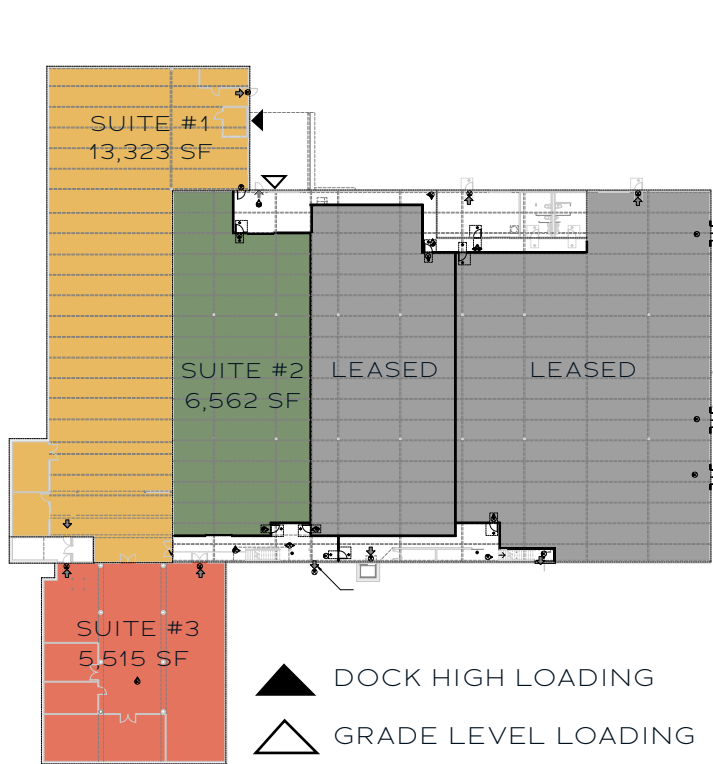 SUITE #1
13,323 SF
SUITE #2
6,562 SF
LEASED
LEASED
SUITE #3
5,515 SF
DOCK HIGH LOADING
GRADE LEVEL LOADING